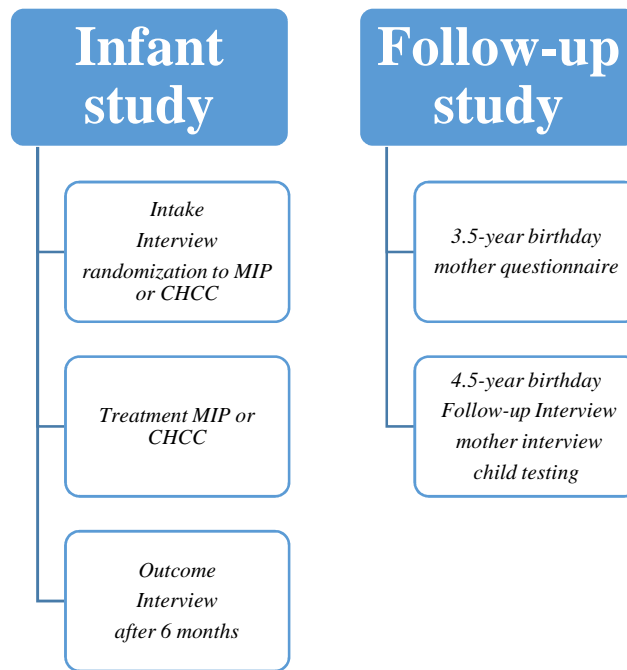 Infant
study
Intake
Interview
randomization to MIP
or CHCC
Treatment MIP or
CHCC
Outcome
Interview
after 6 months
Follow-up
study
3.5-year birthday
mother questionnaire
4.5-year birthday
Follow-up Interview
mother interview
child testing